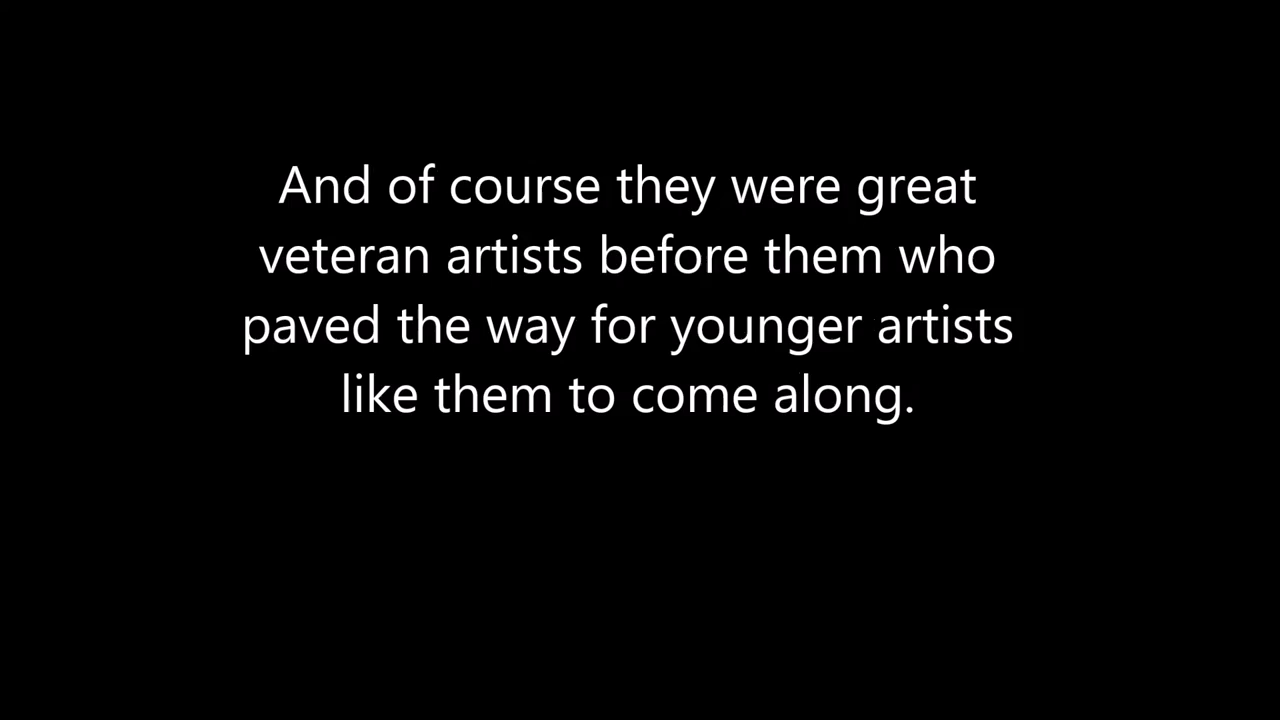 And of course they were great
veteran artists before them who
paved the way for younger artists
like them to come along.